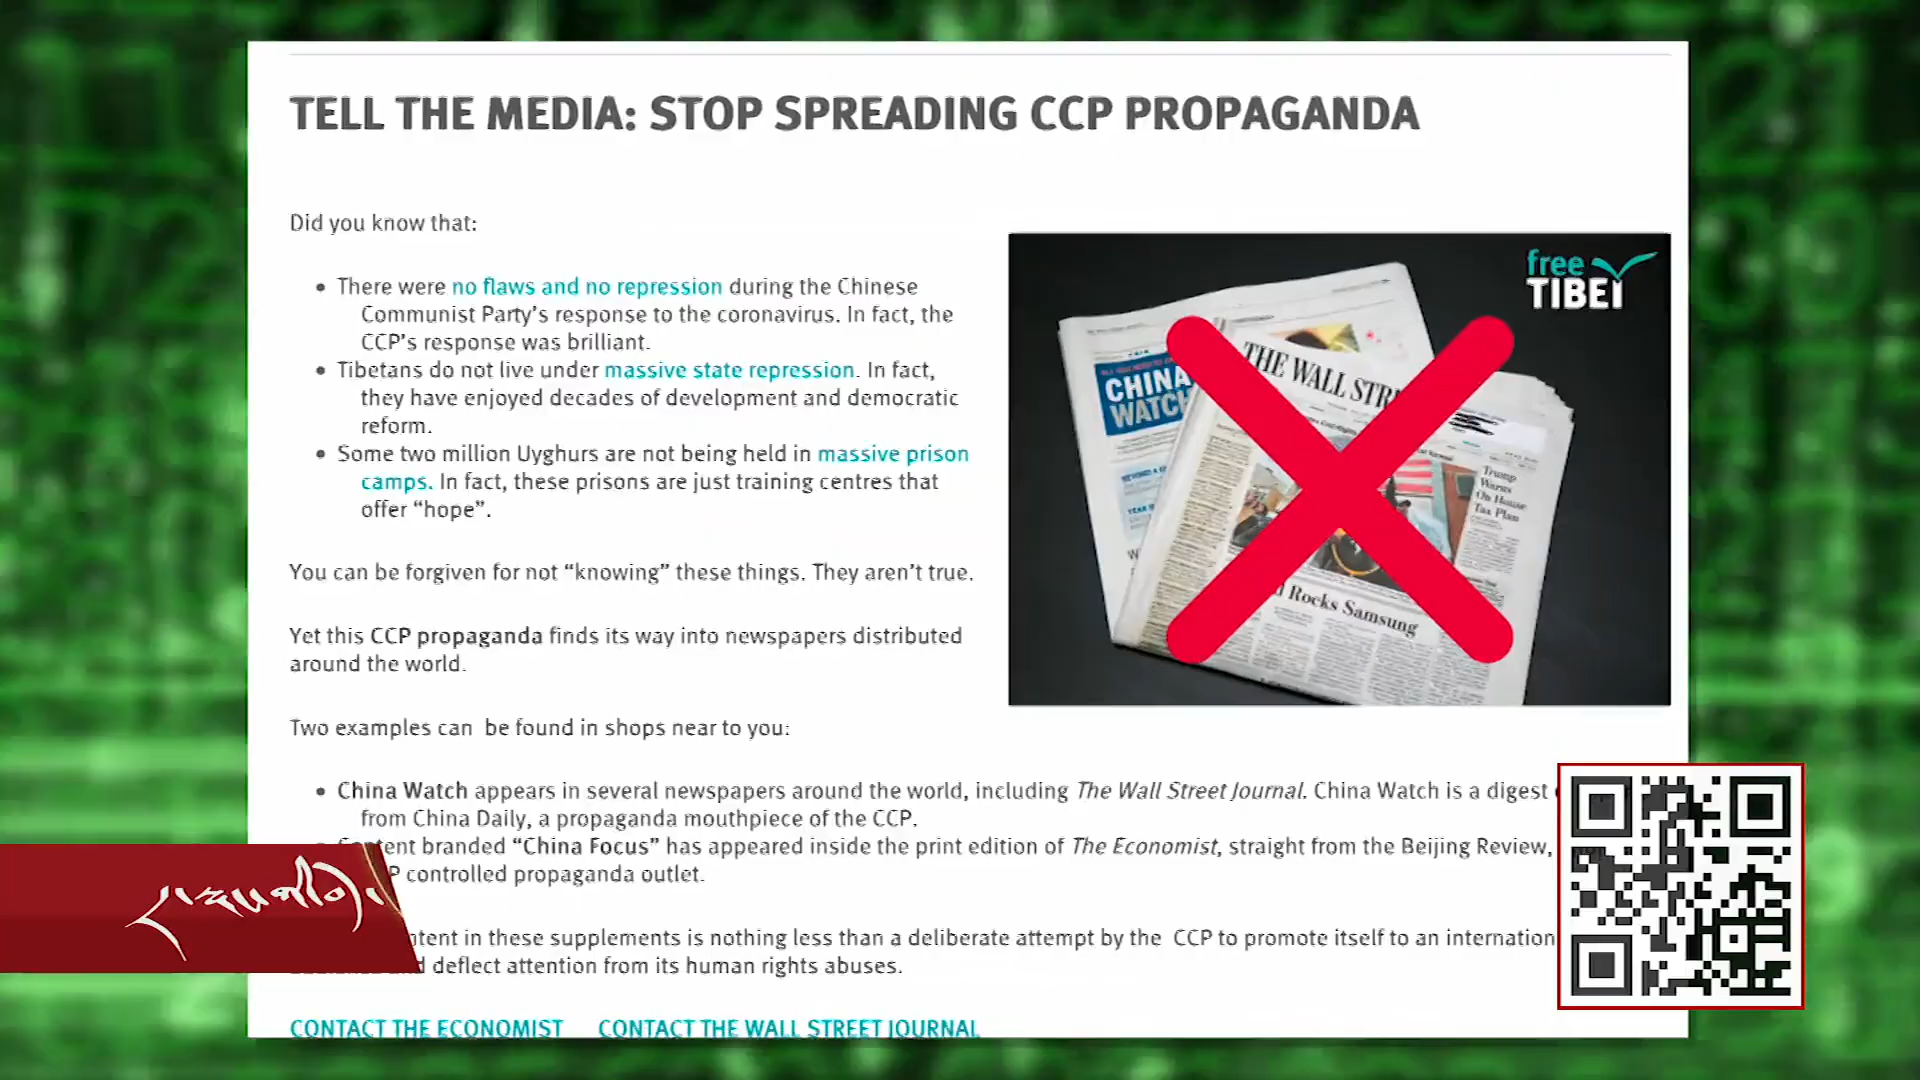 TELL THE MEDIA: STOP SPREADING CCP PROPAGANDA
Did you know that:
There were no flaws and no repression during the Chinese
Communist Party's response to the coronavirus. In fact, the
CCP's response was brilliant.
Tibetans do not live under massive state repression. In fact,
they have enjoyed decades of development and democratic
reform.
Some two million Uyghurs are not being held in massive prison
camps. In fact, these prisons are just training centres that
offer “hope”.
You can be forgiven for not “knowing” these things. They aren't true.
Yet this CCP propaganda finds its way into newspapers distributed
around the world.
Two examples can be found in shops near to you:
free
TIBET
CHINA
WATCH
THE WALL STRE
Trump
Warns
On House
Tax Plan
Rocks Samsung
China Watch appears in several newspapers around the world, including The Wall Street Journal. China Watch is a digest
from China Daily, a propaganda mouthpiece of the CCP.
branded “China Focus” has appeared inside the print edition of The Economist, straight from the Beijing Review,
controlled propaganda outlet.
in these supplements is nothing less than a deliberate attempt by the CCP to promote itself to an internation
deflect attention from its human rights abuses.
CONTACT THE ECONOMIST CONTACT THE WALL STREET JOURNAL